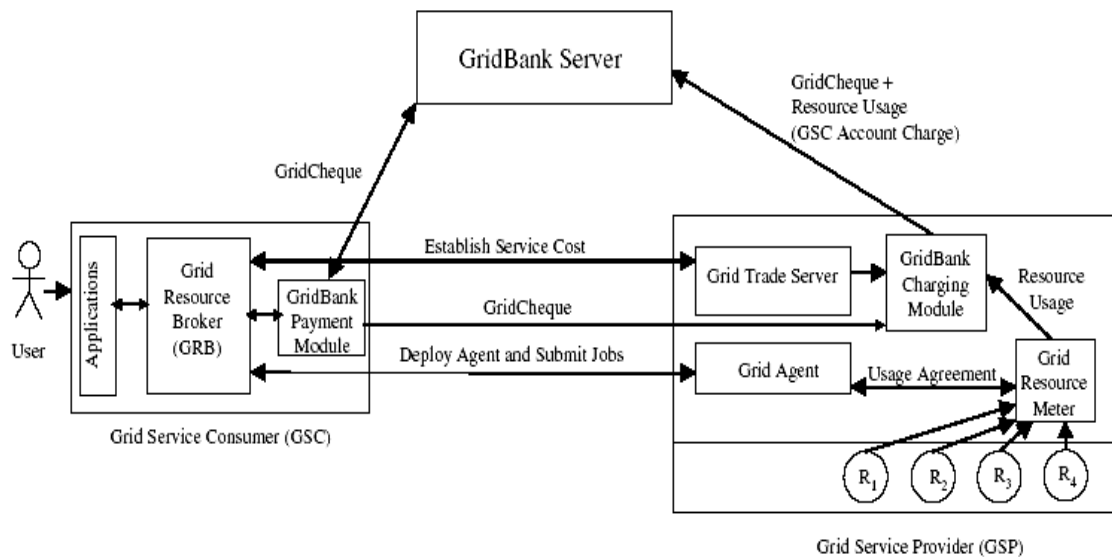 GridBank Server
GridCheque +
Resource Usage
(GSC Account Charge)
GridCheque
User
Applications
Grid
Resource
Broker
(GRB)
GridBank
Payment
Module
Establish Service Cost
GridCheque
Deploy Agent and Submit Jobs
Grid Trade Server
GridBank
Charging
Module
Resource
Usage
Grid Agent
Usage Agreement
Grid
Resource
Meter
R1
R2
R3
R4
Grid Service Consumer (GSC)
Grid Service Provider (GSP)